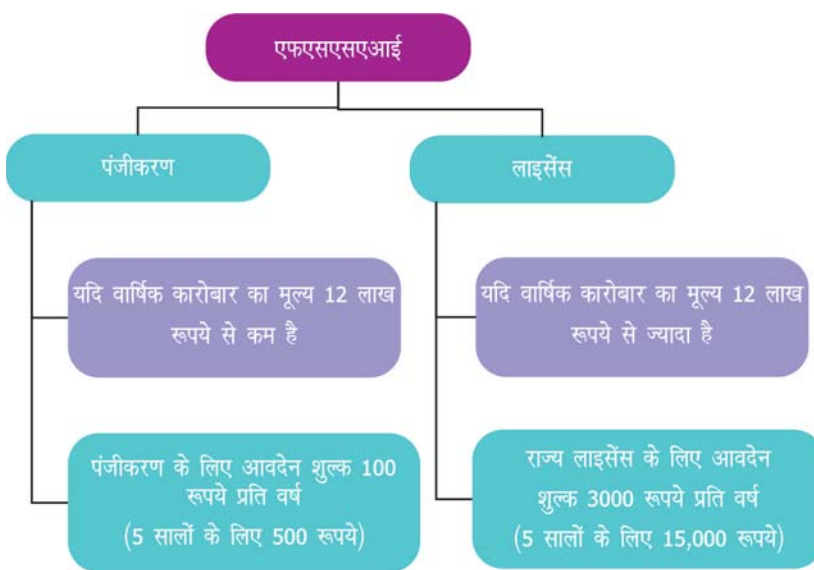 एफएसएसएआई
पंजीकरण
लाइसेंस
यदि वार्षिक कारोबार का मूल्य 12 लाख
रूपये से कम है
यदि वार्षिक कारोबार का मूल्य 12 लाख
रूपये से ज्यादा है
पंजीकरण के लिए आवदेन शुल्क 100
रूपये प्रति वर्ष
(5 सालों के लिए 500 रूपये)
राज्य लाइसेंस के लिए आवदेन
शुल्क 3000 रूपये प्रति वर्ष
(5 सालों के लिए 15,000 रूपये)